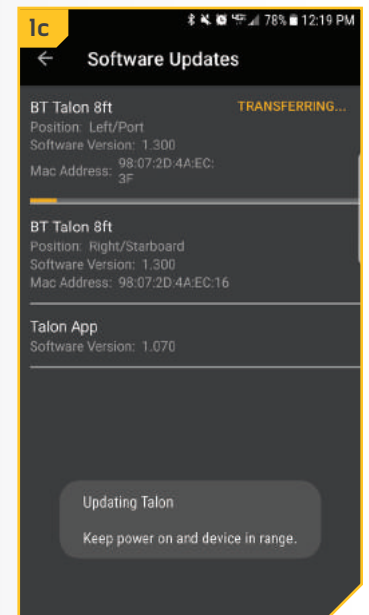 1c
78% 12:19 PM
Software Updates
BT Talon 8ft TRANSFERRING...
Position: Left/Port
Software Version: 1.300
Mac Address: 98:07:2D:4A:EC:
3F
BT Talon 8ft
Position: Right/Starboard
Software Version: 1.300
Mac Address: 98:07:2D:4A:EC:16
Talon App
Software Version: 1.070
Updating Talon
Keep power on and device in range.